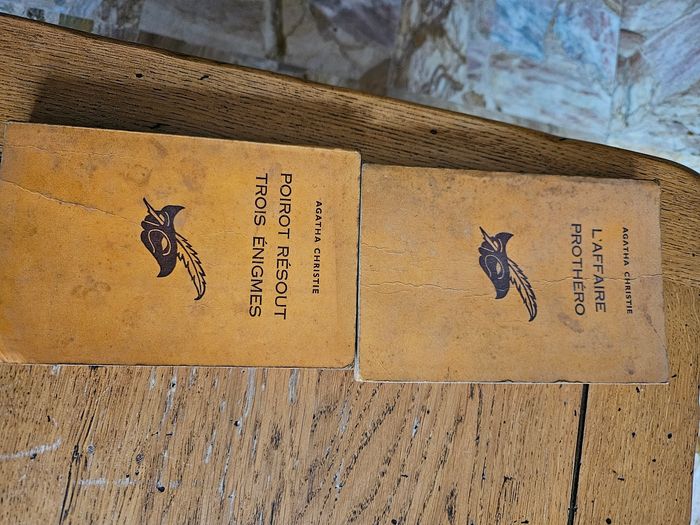 AGATHA CHRISTIE
POIROT RÉSOUT
TROIS ÉNIGMES
AGATHA CHRISTIE
L'AFFAIRE
PROTHÉRO